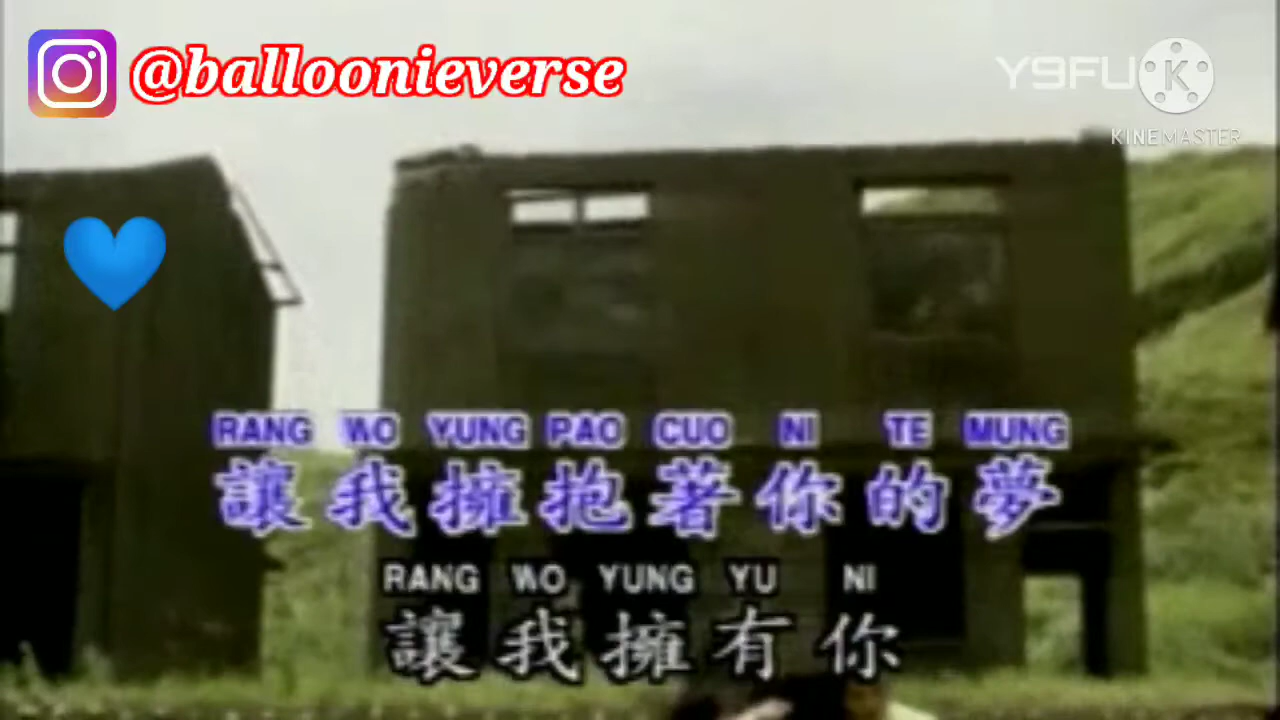 @balloonieverse
Y9FU
K
KINEMASTER
RANG WO YUNG PAO CUO NI TE MUNG
讓我擁抱著你的夢
RANG WO YUNG YU NI
讓我擁有你